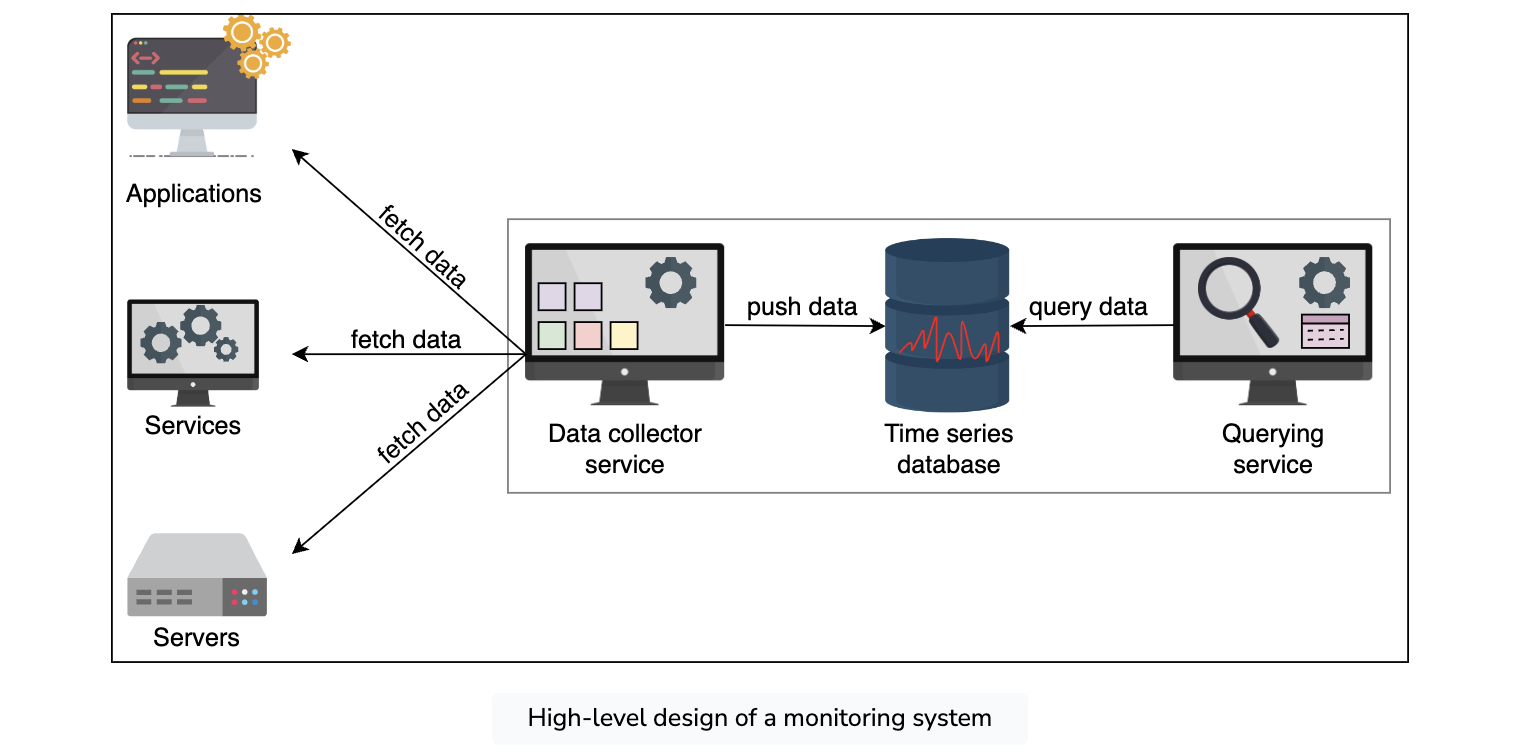 Applications
fetch data
fetch data
fetch data
Services
Servers
push data
query data
Data collector
service
Time series
database
Querying
service
High-level design of a monitoring system